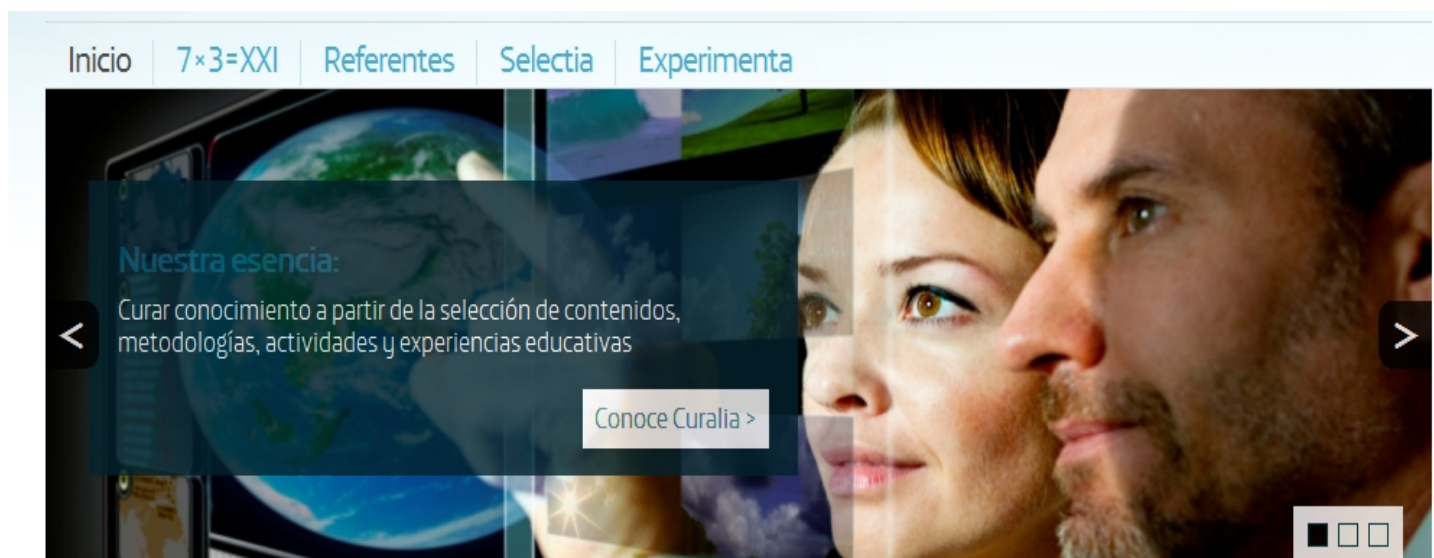 Inicio 7×3=XXI Referentes Selectia Experimenta
Nuestra esencia:
Curar conocimiento a partir de la selección de contenidos,
metodologías, actividades y experiencias educativas
<
>
Conoce Curalia >